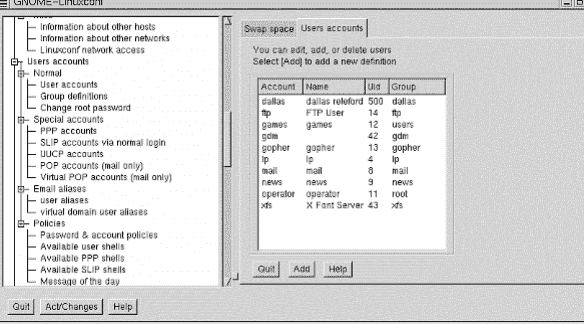 GNOME-Linuxconf
Information about other hosts
Information about other networks
Linuxconf network access
Users accounts
Normal
User accounts
Group definitions
Change root password
Special accounts
PPP accounts
SLIP accounts via normal login
UUCP accounts
POP accounts (mail only)
Virtual POP accounts (mail only)
Email aliases
user aliases
virtual domain user aliases
Policies
Password & account policies
Available user shells
Available PPP shells
Available SLIP shells
Message of the day
Quit Act/Changes Help
Swap space Users accounts
You can edit, add, or delete users
Select [Add] to add a new definition
Account Name Uid Group
dallas dallas releford 500 dallas
ftp FTP User 14 ftp
games games 12 users
gdm 42 gdm
gopher gopher 13 gopher
lp lp 4 lp
mail mail 8 mail
news news 9 news
operator operator 11 root
xfs X Font Server 43 xfs
Quit Add Help